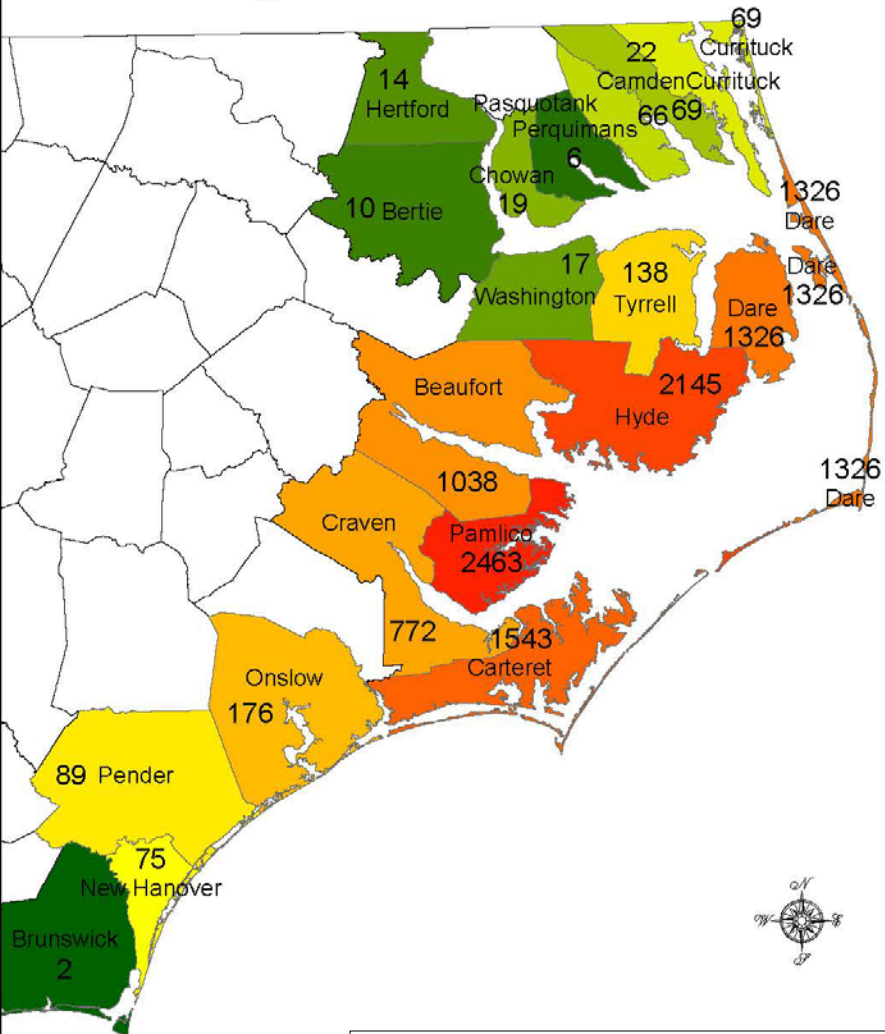 69
Currituck
22
CamdenCurrituck
14
Hertford
Pasquotank
66
69
Perquimans
6
Chowan
19
10 Bertie
1326
Dare
Dare
1326
17
Washington
138
Tyrrell
Dare
1326
Beaufort
2145
Hyde
1038
1326
Dare
Craven
Pamlico
2463
772
1543
Carteret
Onslow
176
89 Pender
75
New Hanover
Brunswick
2
N
W
E
S